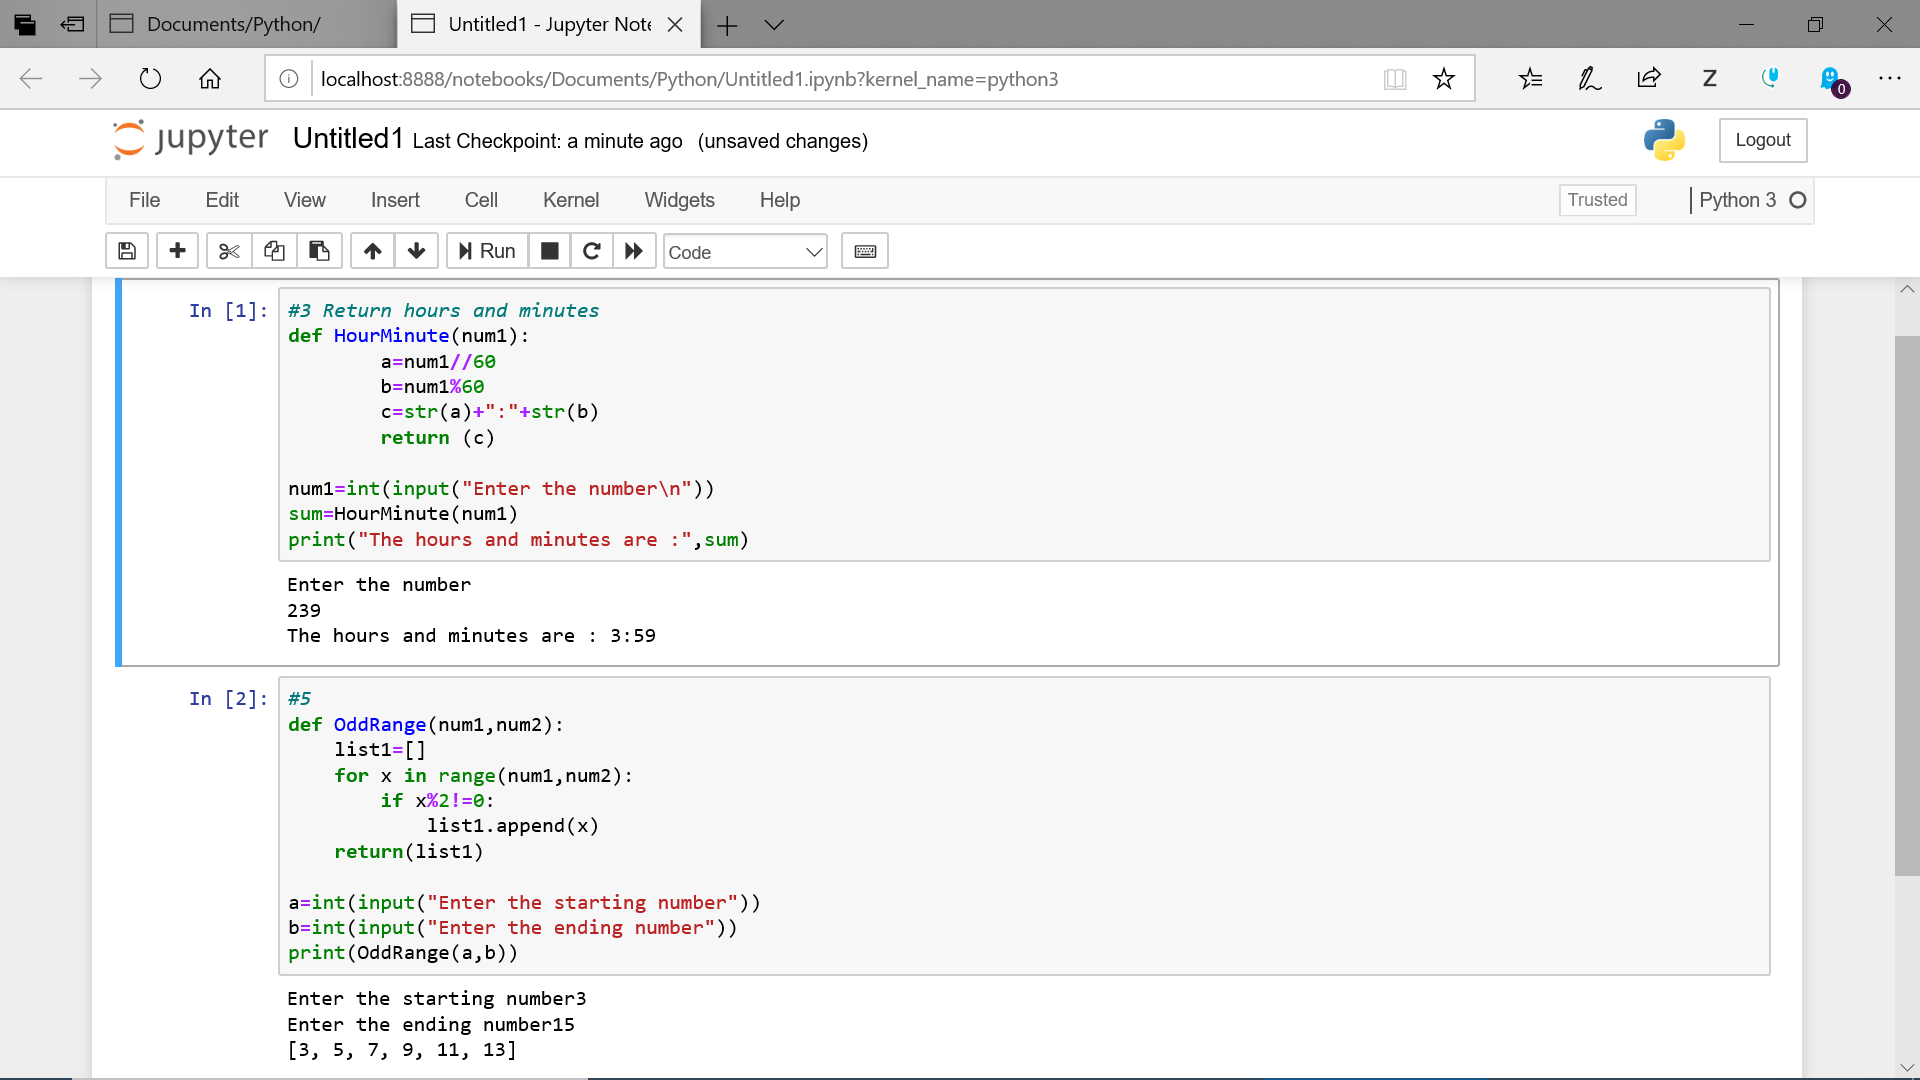 Documents/Python/
Untitled1 - Jupyter Note
localhost:8888/notebooks/Documents/Python/Untitled1.ipynb?kernel_name=python3
Z
0
jupyter Untitled1 Last Checkpoint: a minute ago (unsaved changes)
Logout
File Edit View Insert Cell Kernel Widgets Help
Trusted
Python 3
Run
Code
In [1]:
#3 Return hours and minutes
def HourMinute(num1):
        a=num1//60
        b=num1%60
        c=str(a)+":"+str(b)
        return (c)
num1=int(input("Enter the number\n"))
sum=HourMinute(num1)
print("The hours and minutes are :",sum)
Enter the number
239
The hours and minutes are : 3:59
In [2]:
#5
def OddRange(num1,num2):
    list1=[]
    for x in range(num1,num2):
        if x%2!=0:
            list1.append(x)
    return(list1)
a=int(input("Enter the starting number"))
b=int(input("Enter the ending number"))
print(OddRange(a,b))
Enter the starting number3
Enter the ending number15
[3, 5, 7, 9, 11, 13]